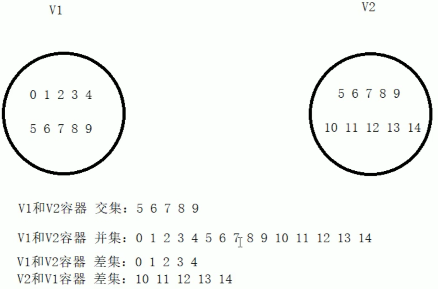 V1 V2
0 1 2 3 4 5 6 7 8 9
5 6 7 8 9 10 11 12 13 14
V1和V2容器 交集：5 6 7 8 9
V1和V2容器 并集：0 1 2 3 4 5 6 7 8 9 10 11 12 13 14
V1和V2容器 差集：0 1 2 3 4
V2和V1容器 差集：10 11 12 13 14